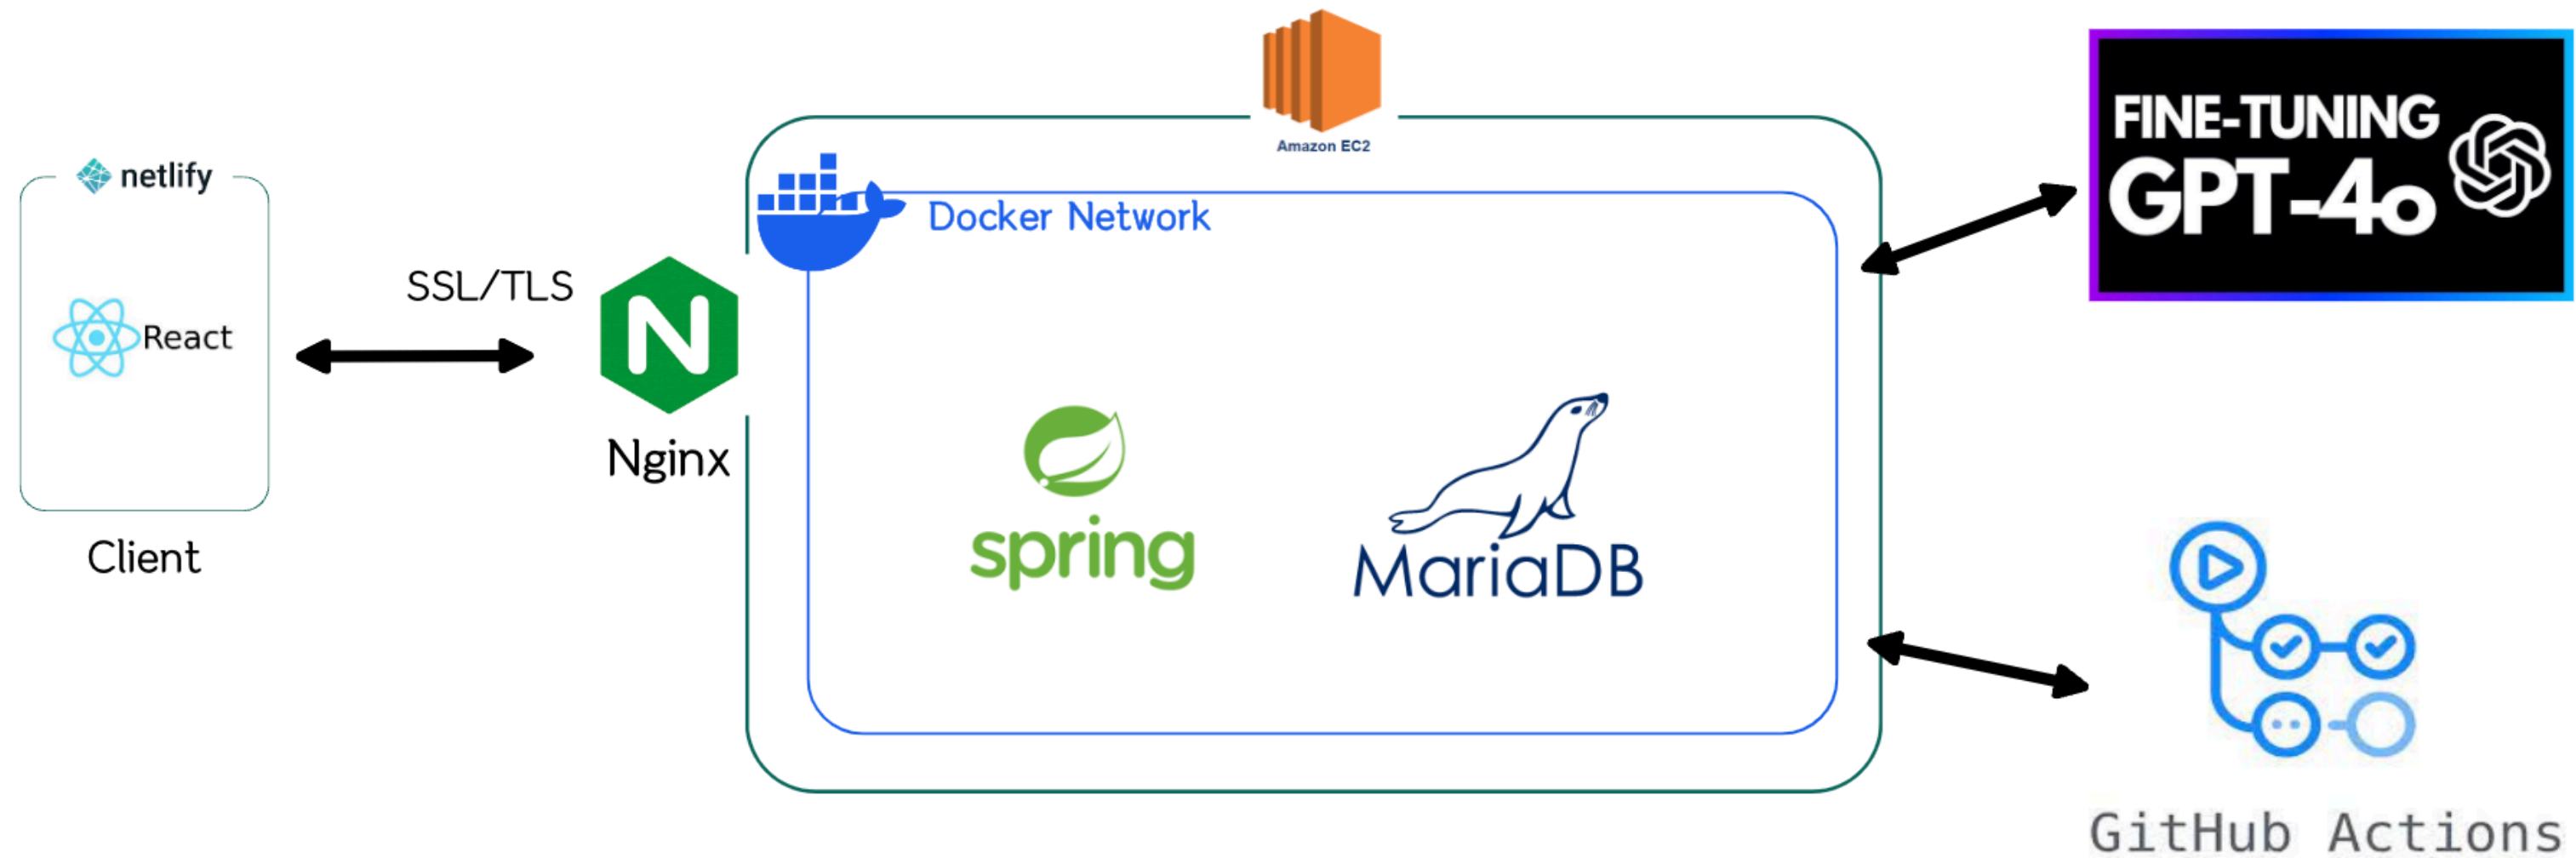 netlify
React
Client
SSL/TLS
Nginx
Amazon EC2
Docker Network
spring
MariaDB
FINE-TUNING
GPT-4o
GitHub Actions